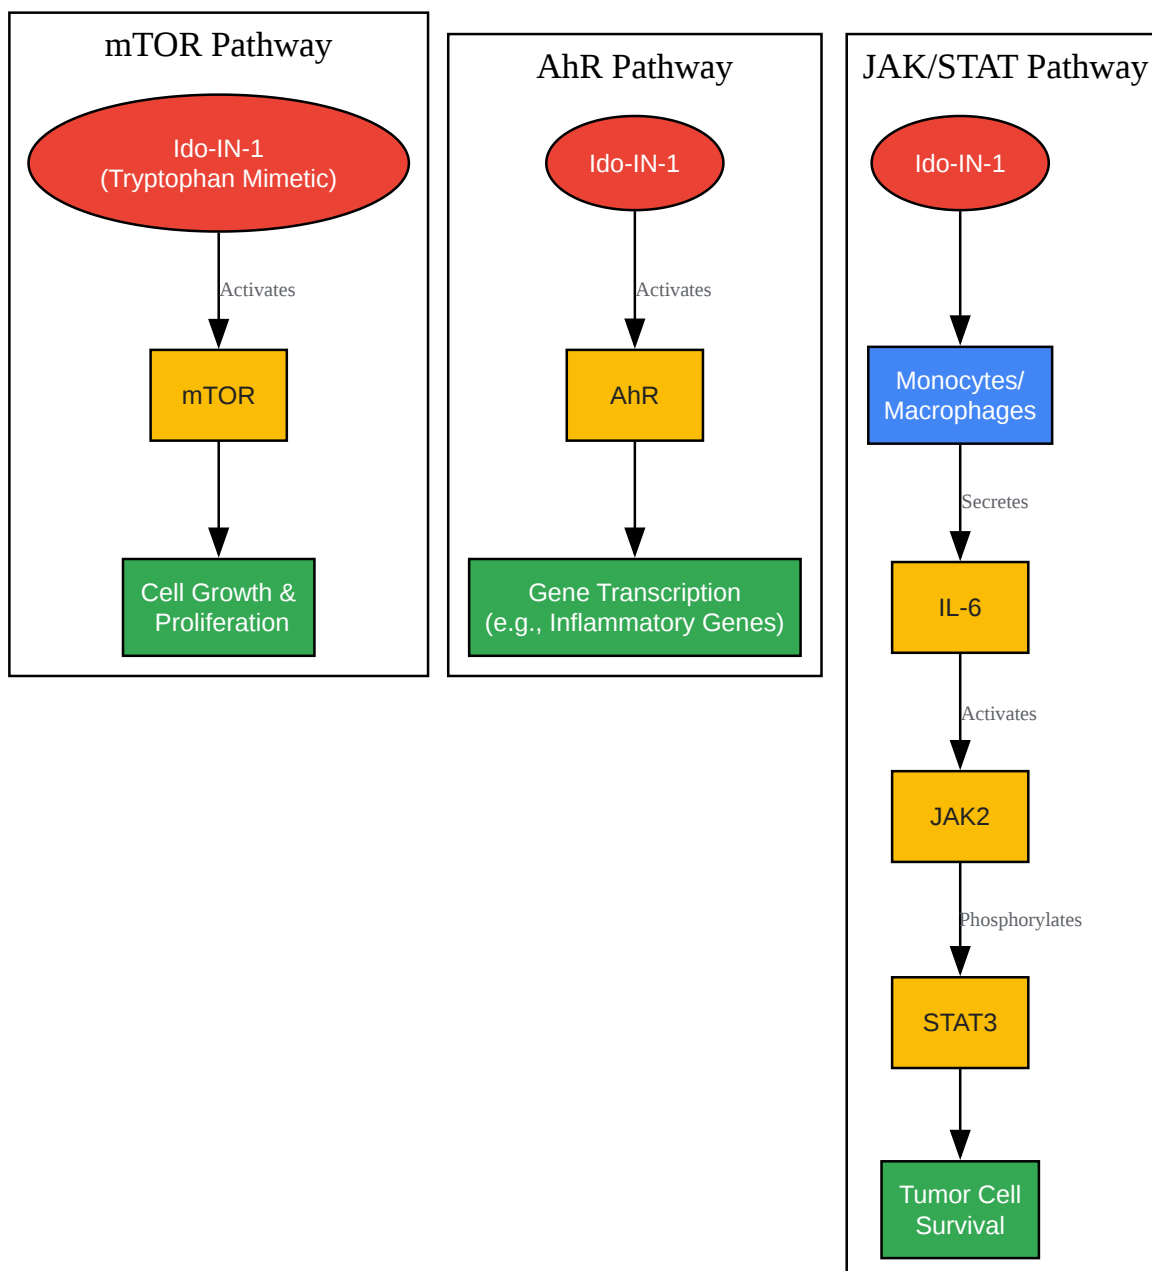 mTOR Pathway
Ido-IN-1
(Tryptophan Mimetic)
Activates
mTOR
Cell Growth &
Proliferation
AhR Pathway
Ido-IN-1
Activates
AhR
Gene Transcription
(e.g., Inflammatory Genes)
JAK/STAT Pathway
Ido-IN-1
Monocytes/
Macrophages
Secretes
IL-6
Activates
JAK2
Phosphorylates
STAT3
Tumor Cell
Survival